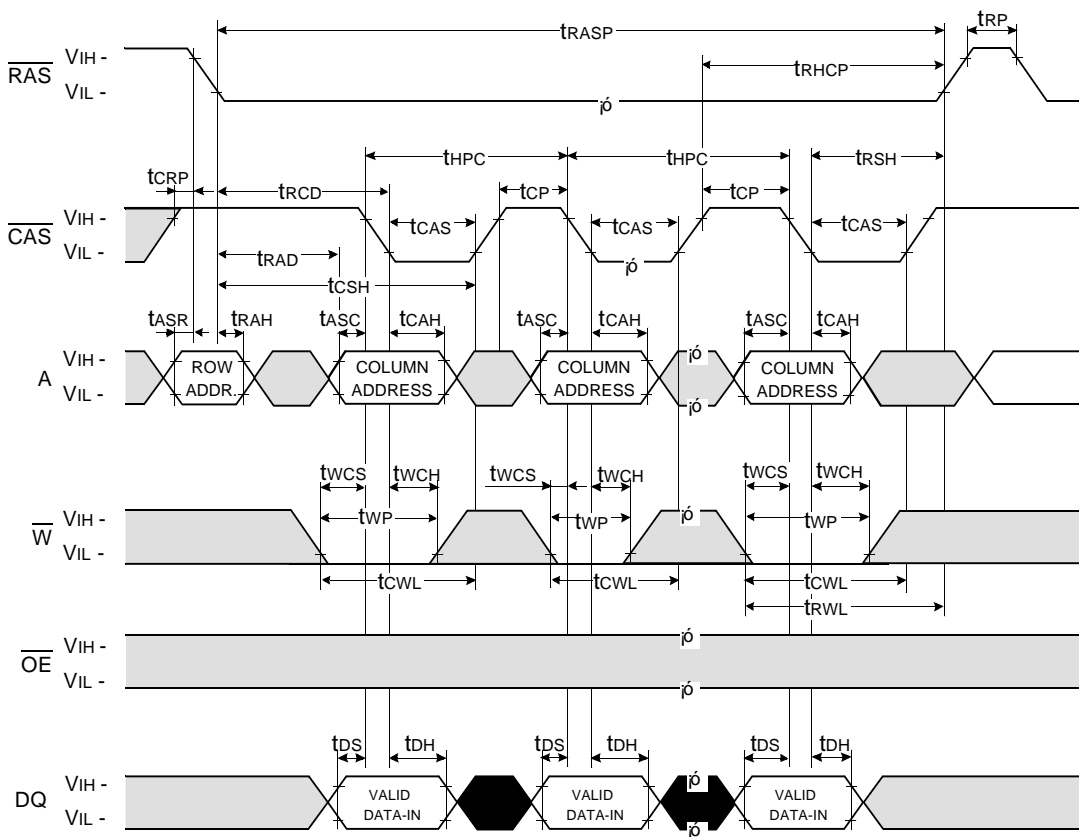 tRASP
tRP
RAS
VIH -
VIL -
tRHCP
¡ó
tHPC
tHPC
tRSH
tCRP
tRCD
tCP
tCP
CAS
VIH -
VIL -
tCAS
tCAS
tCAS
tRAD
¡ó
tCSH
tASR
tRAH
tASC
tCAH
tASC
tCAH
tASC
tCAH
A
VIH -
VIL -
ROW
ADDR.
COLUMN
ADDRESS
COLUMN
ADDRESS
¡ó
¡ó
COLUMN
ADDRESS
tWCS
tWCH
tWCS
tWCH
tWCS
tWCH
W
VIH -
VIL -
tWP
tWP
¡ó
tWP
tCWL
tCWL
tCWL
tRWL
OE
VIH -
VIL -
¡ó
¡ó
tDS
tDH
tDS
tDH
tDS
tDH
DQ
VIH -
VIL -
VALID
DATA-IN
VALID
DATA-IN
¡ó
¡ó
VALID
DATA-IN